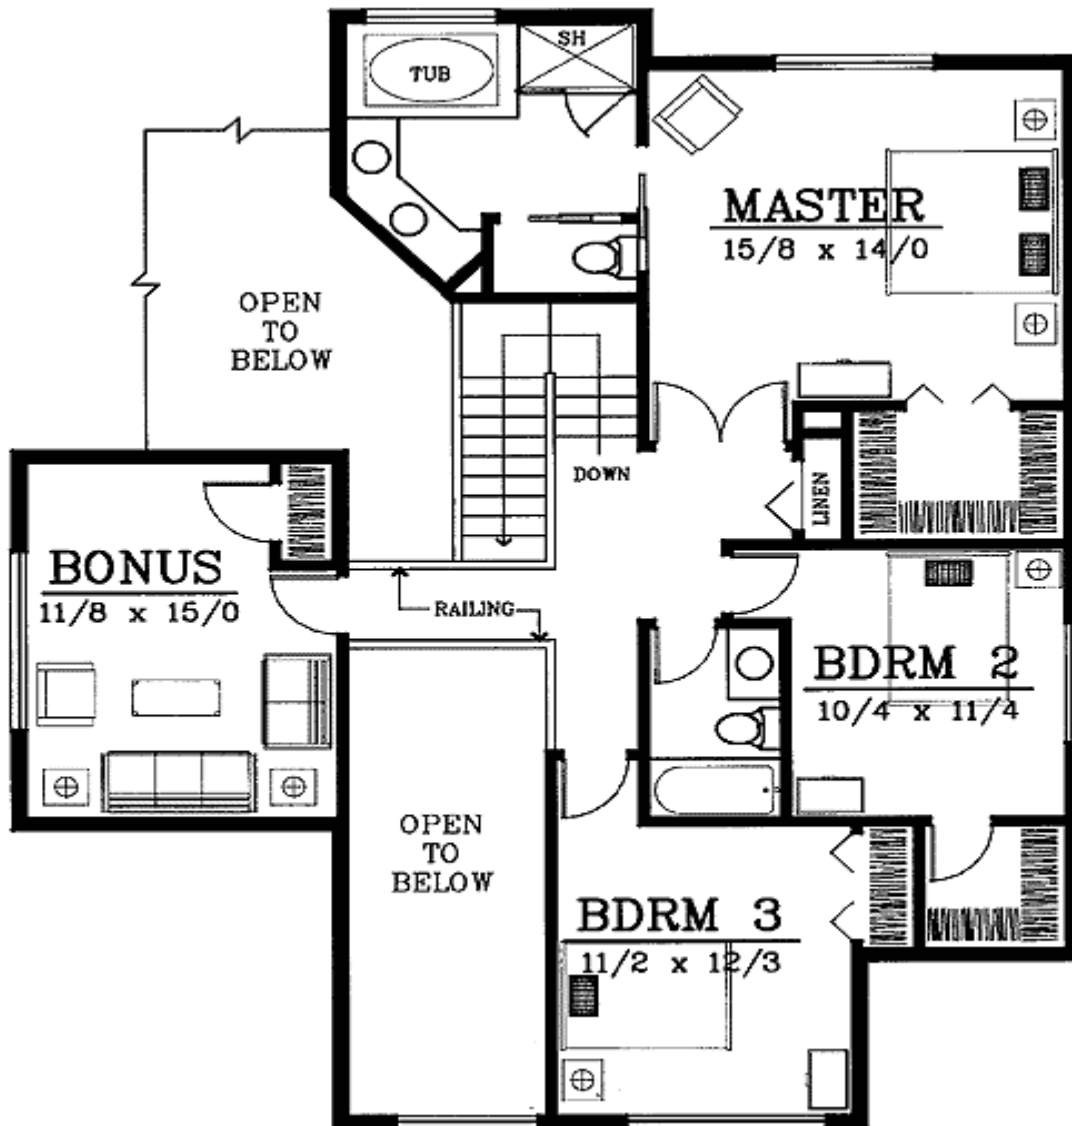 SH
TUB
MASTER
15/8 x 14/0
OPEN
TO
BELOW
DOWN
LINEN
BONUS
11/8 x 15/0
RAILING
BDRM 2
10/4 x 11/4
OPEN
TO
BELOW
BDRM 3
11/2 x 12/3